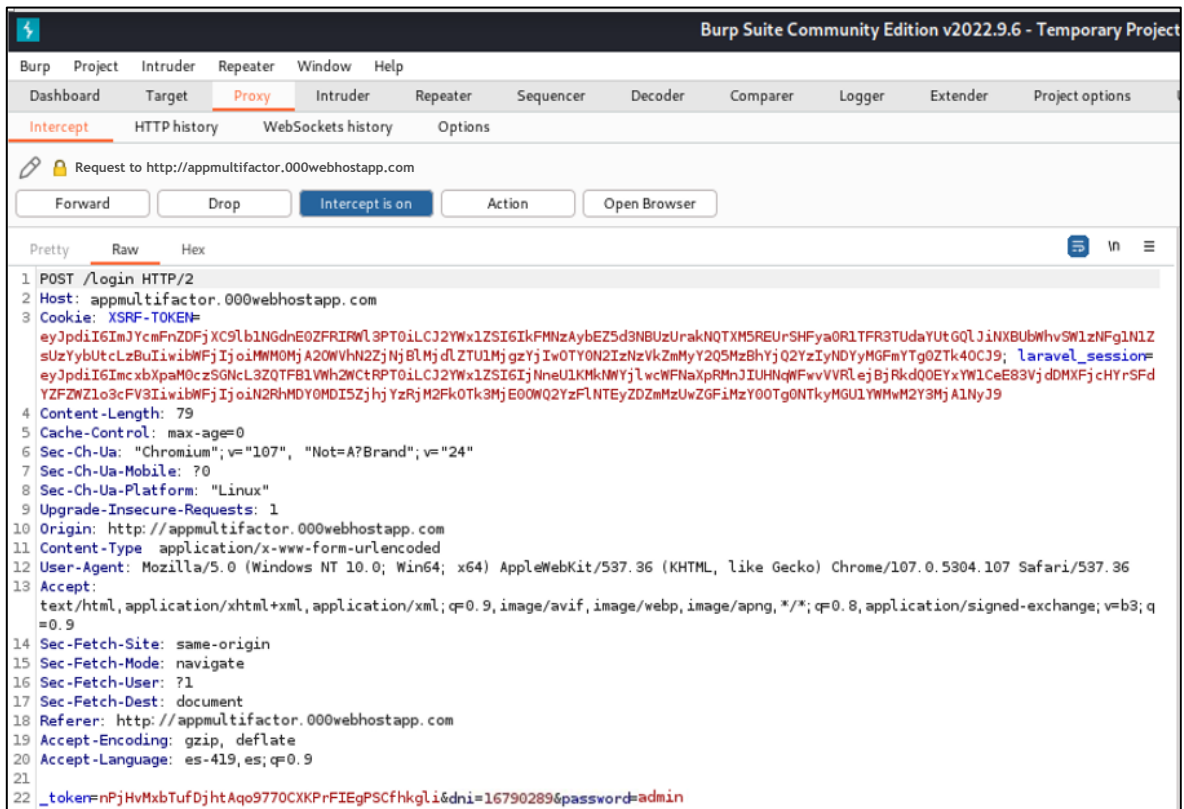 Burp Suite Community Edition v2022.9.6 - Temporary Project
Burp Project Intruder Repeater Window Help
Dashboard Target Proxy Intruder Repeater Sequencer Decoder Comparer Logger Extender Project options
Intercept HTTP history WebSockets history Options
Request to http://appmultifactor.000webhostapp.com
Forward Drop Intercept is on Action Open Browser
Pretty Raw Hex \n
1 POST /login HTTP/2
2 Host: appmultifactor.000webhostapp.com
3 Cookie: XSRF-TOKEN=
laravel_session=
4 Content-Length: 79
5 Cache-Control: max-age=0
6 Sec-Ch-Ua: "Chromium";v="107", "Not=A?Brand";v="24"
7 Sec-Ch-Ua-Mobile: ?0
8 Sec-Ch-Ua-Platform: "Linux"
9 Upgrade-Insecure-Requests: 1
10 Origin: http://appmultifactor.000webhostapp.com
11 Content-Type application/x-www-form-urlencoded
12 User-Agent: Mozilla/5.0 (Windows NT 10.0; Win64; x64) AppleWebKit/537.36 (KHTML, like Gecko) Chrome/107.0.5304.107 Safari/537.36
13 Accept:
text/html,application/xhtml+xml,application/xml;q=0.9,image/avif,image/webp,image/apng,*/*;q=0.8,application/signed-exchange;v=b3;q
=0.9
14 Sec-Fetch-Site: same-origin
15 Sec-Fetch-Mode: navigate
16 Sec-Fetch-User: ?1
17 Sec-Fetch-Dest: document
18 Referer: http://appmultifactor.000webhostapp.com
19 Accept-Encoding: gzip, deflate
20 Accept-Language: es-419,es;q=0.9
21
22 _token=nPjHvMxbTufDjhtAqo9770CXKPrFIEgPSCfhkgli&dni=16790289&password=admin